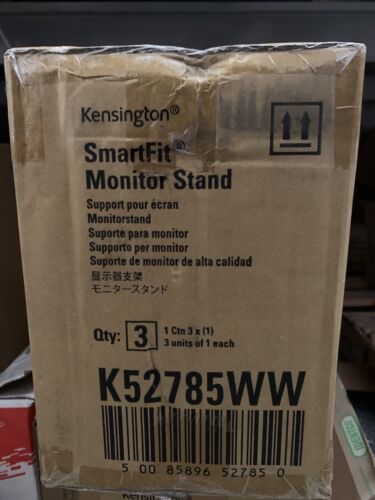 Kensington®
SmartFit®
Monitor Stand
Support pour écran
Monitorstand
Suporte para monitor
Supporto per monitor
Suporte de monitor de alta calidad
显示器支架
モニタースタンド
Qty: 3
1 Ctn 3 x (1)
3 units of 1 each
K52785WW
5 00 85896 52785 0
Kensington